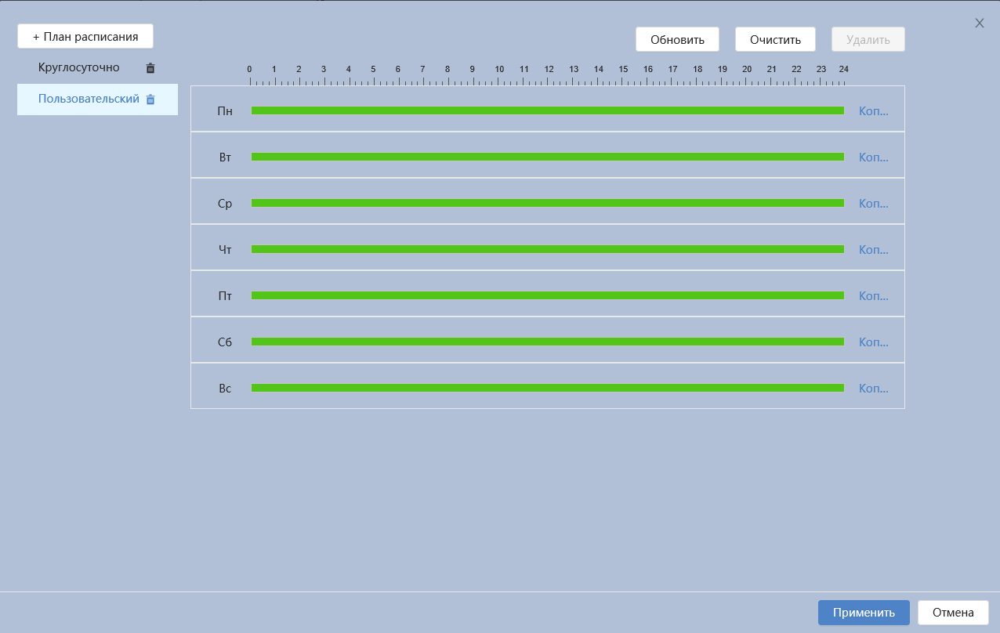 + План расписания
Обновить Очистить Удалить
Круглосуточно
Пользовательский
0 1 2 3 4 5 6 7 8 9 10 11 12 13 14 15 16 17 18 19 20 21 22 23 24
Пн Коп...
Вт Коп...
Ср Коп...
Чт Коп...
Пт Коп...
Сб Коп...
Вс Коп...
Применить Отмена